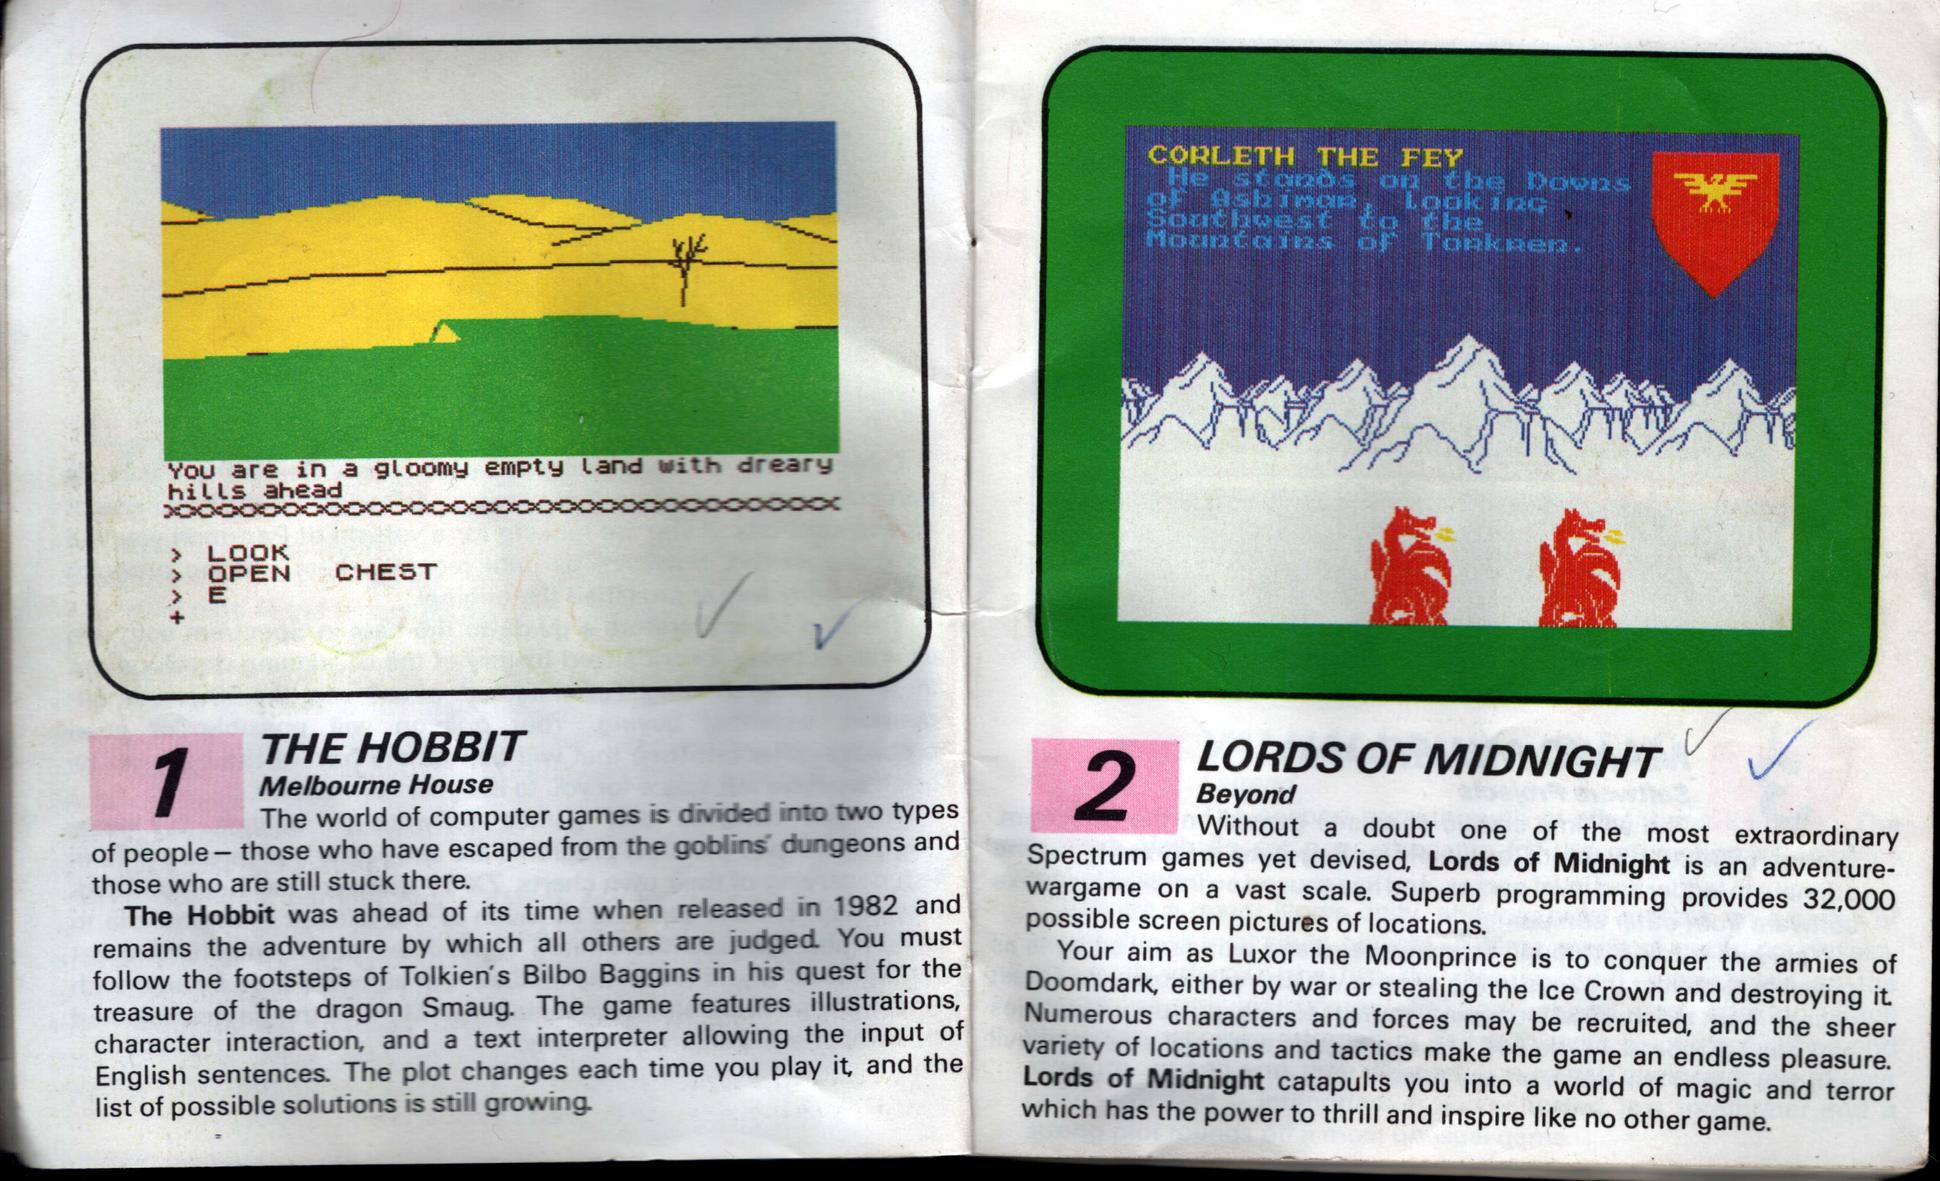 You are in a gloomy empty land with dreary
hills ahead
> LOOK
> OPEN CHEST
> E
+
1
THE HOBBIT
Melbourne House
The world of computer games is divided into two types
of people – those who have escaped from the goblins' dungeons and
those who are still stuck there.
The Hobbit was ahead of its time when released in 1982 and
remains the adventure by which all others are judged. You must
follow the footsteps of Tolkien's Bilbo Baggins in his quest for the
treasure of the dragon Smaug. The game features illustrations,
character interaction, and a text interpreter allowing the input of
English sentences. The plot changes each time you play it, and the
list of possible solutions is still growing.
CORLETH THE FEY
He stands on the Downs
of Ashimar, looking
Southwest to the
Mountains of Torkren.
2
LORDS OF MIDNIGHT
Beyond
Without a doubt one of the most extraordinary
Spectrum games yet devised, Lords of Midnight is an adventure-
wargame on a vast scale. Superb programming provides 32,000
possible screen pictures of locations.
Your aim as Luxor the Moonprince is to conquer the armies of
Doomdark, either by war or stealing the Ice Crown and destroying it.
Numerous characters and forces may be recruited, and the sheer
variety of locations and tactics make the game an endless pleasure.
Lords of Midnight catapults you into a world of magic and terror
which has the power to thrill and inspire like no other game.